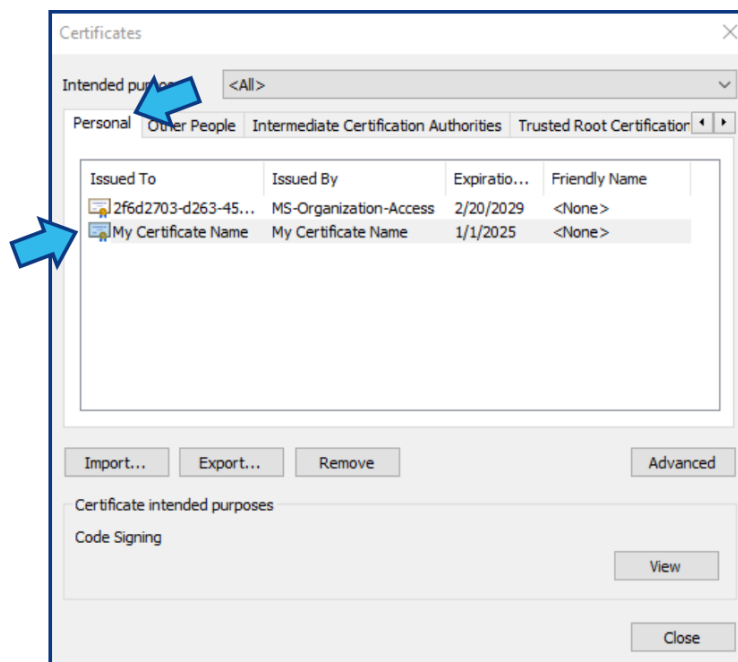 Certificates
Intended <All>
Personal Other People Intermediate Certification Authorities Trusted Root Certification
Issued To Issued By Expiratio... Friendly Name
2f6d2703-d263-45... MS-Organization-Access 2/20/2029 <None>
My Certificate Name My Certificate Name 1/1/2025 <None>
Import... Export... Remove Advanced
Certificate intended purposes
Code Signing
View
Close